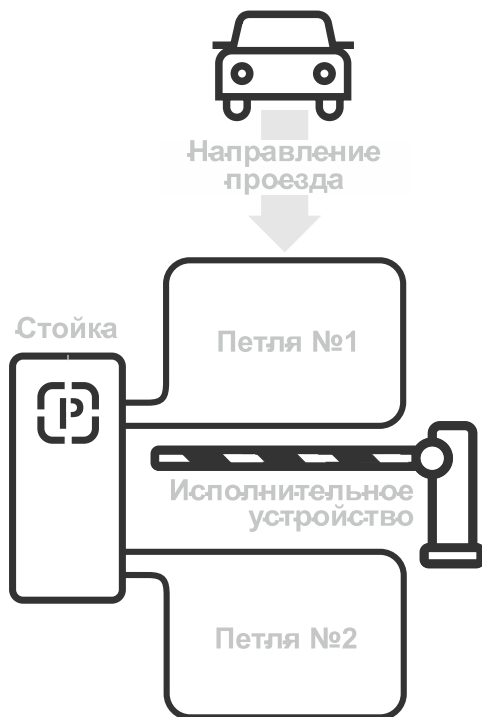 Направление
проезда
Стойка
Петля №1
P
Исполнительное
устройство
Петля №2